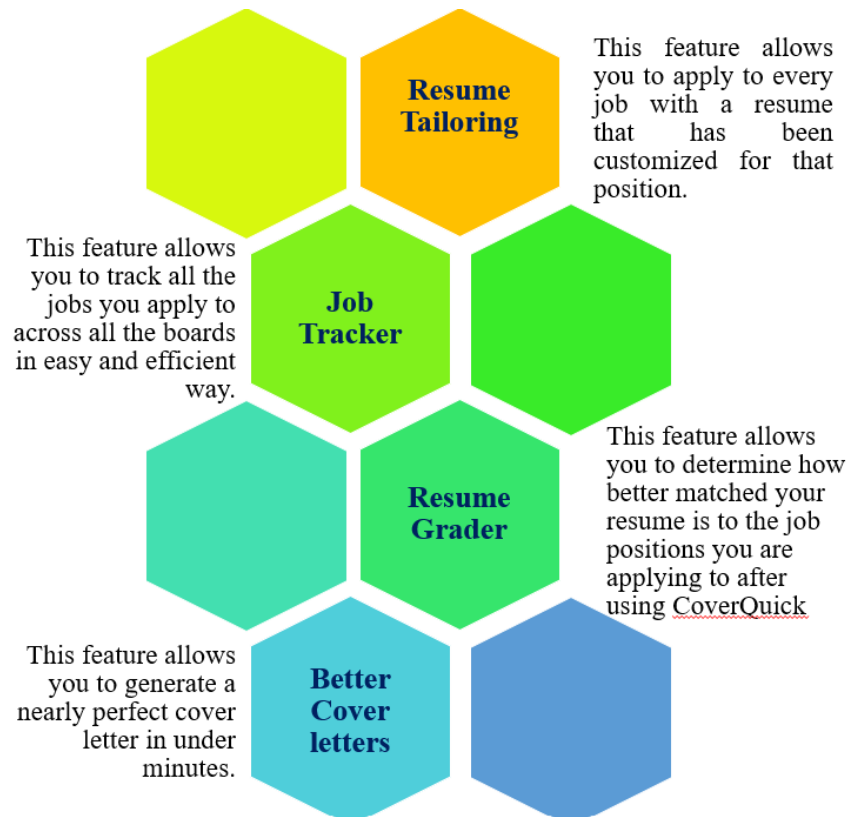 Resume
Tailoring
This feature allows
you to apply to every
job with a resume
that has been
customized for that
position.
This feature allows
you to track all the
jobs you apply to
across all the boards
in easy and efficient
way.
Job
Tracker
Resume
Grader
This feature allows
you to determine how
better matched your
resume is to the job
positions you are
applying to after
using CoverQuick
This feature allows
you to generate a
nearly perfect cover
letter in under
minutes.
Better
Cover
letters